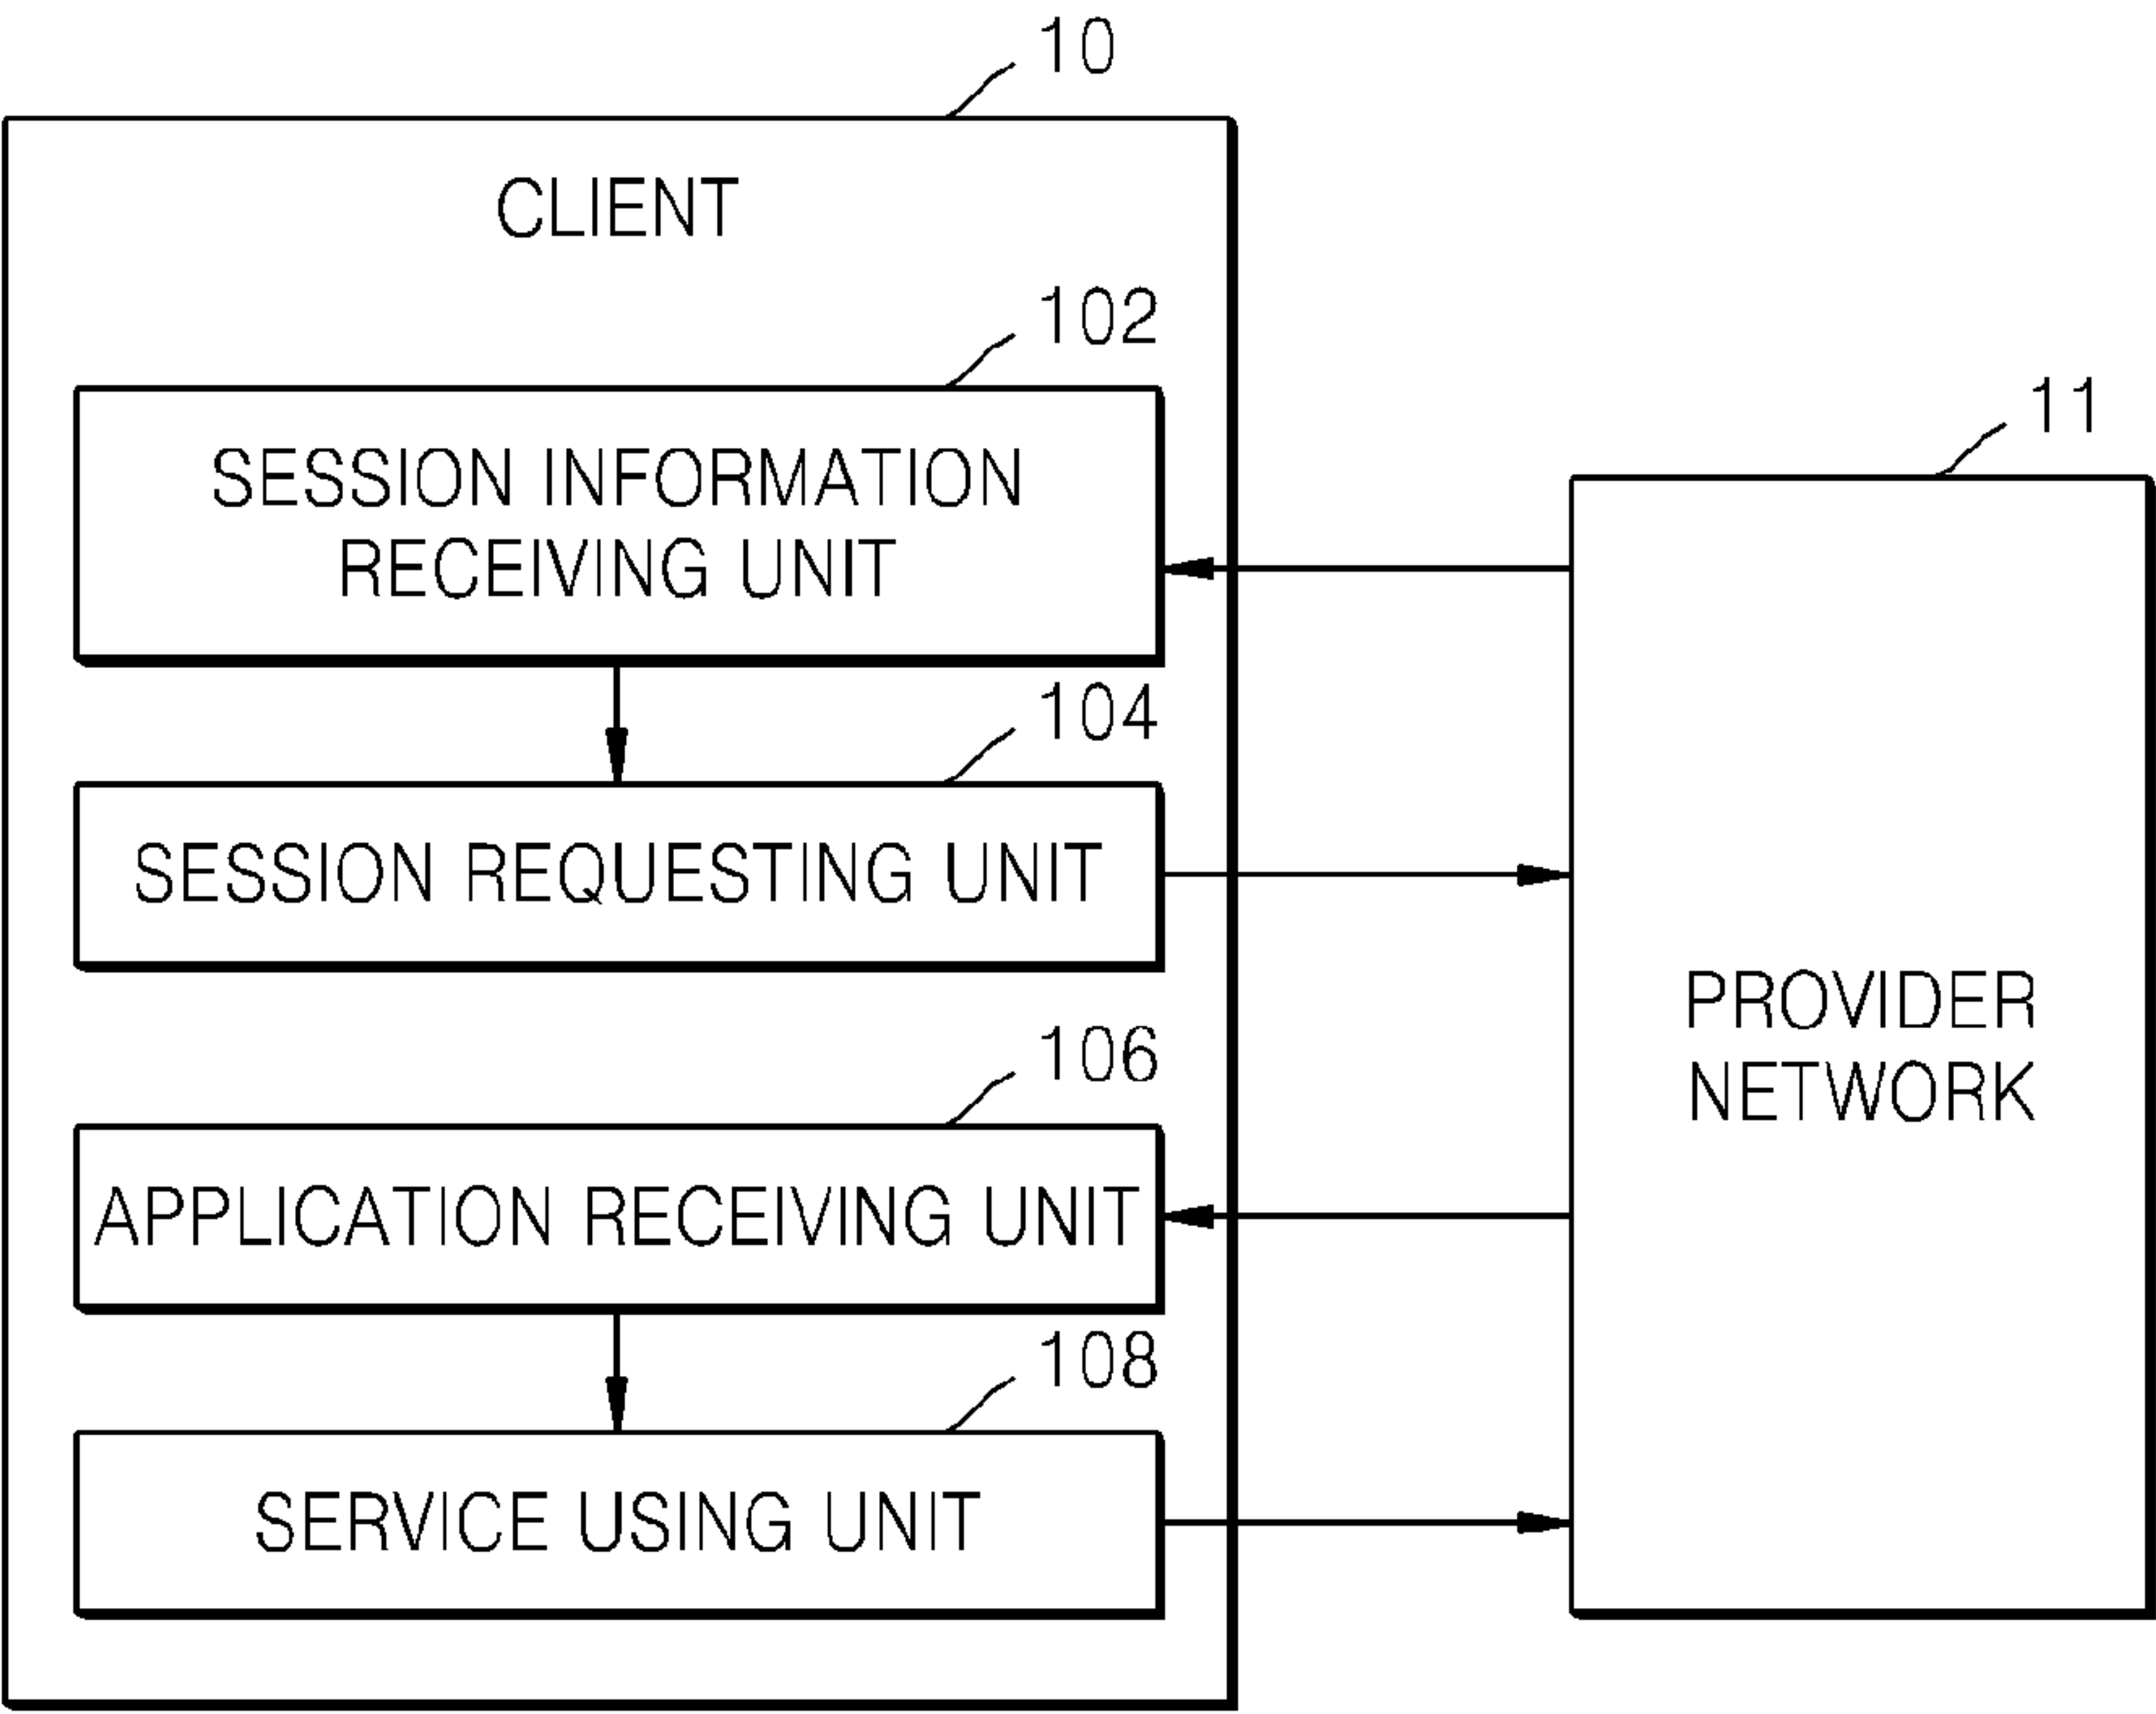 10
CLIENT
102
SESSION INFORMATION
RECEIVING UNIT
104
SESSION REQUESTING UNIT
106
APPLICATION RECEIVING UNIT
108
SERVICE USING UNIT
11
PROVIDER
NETWORK